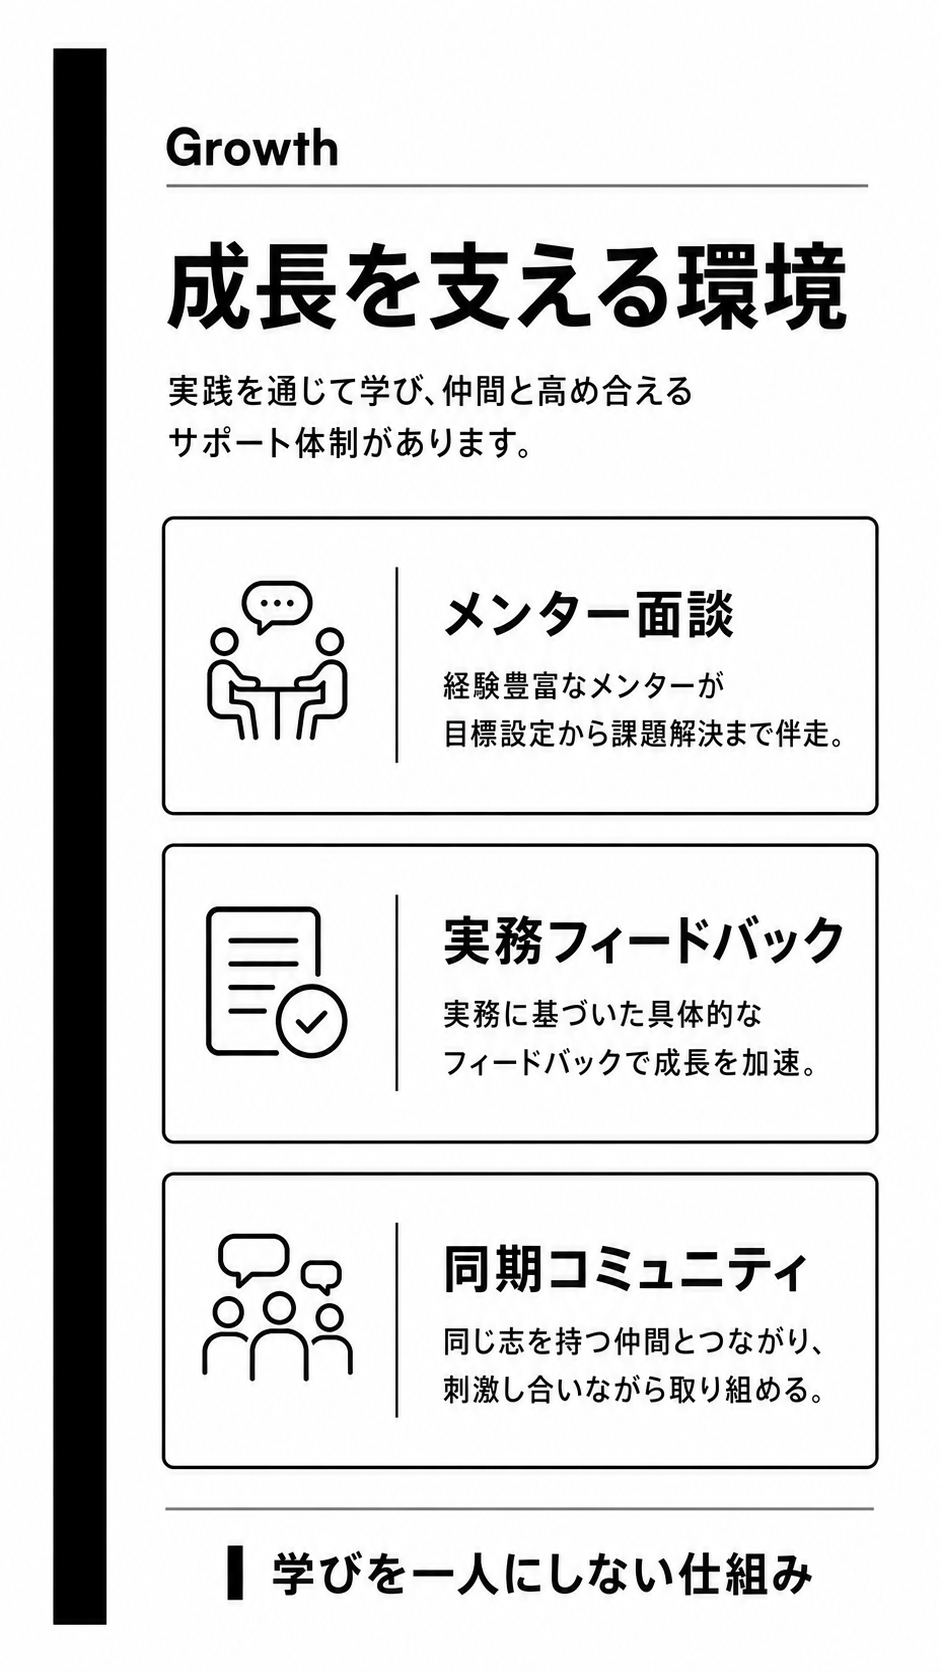 Growth
成長を支える環境
実践を通じて学び、仲間と高め合える
サポート体制があります。
メンター面談
経験豊富なメンターが
目標設定から課題解決まで伴走。
実務フィードバック
実務に基づいた具体的な
フィードバックで成長を加速。
同期コミュニティ
同じ志を持つ仲間とつながり、
刺激し合いながら取り組める。
学びを一人にしない仕組み